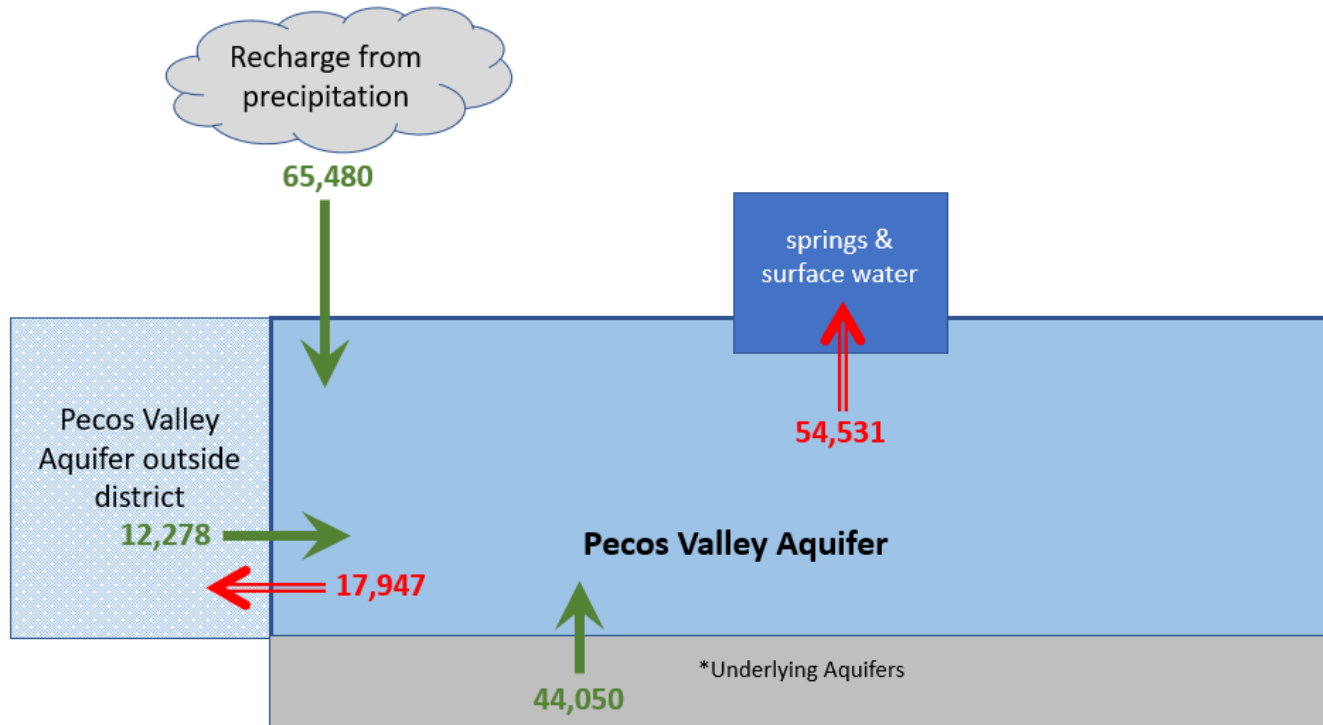 Recharge from
precipitation
65,480
springs &
surface water
54,531
Pecos Valley
Aquifer outside
district
12,278
Pecos Valley Aquifer
17,947
*Underlying Aquifers
44,050